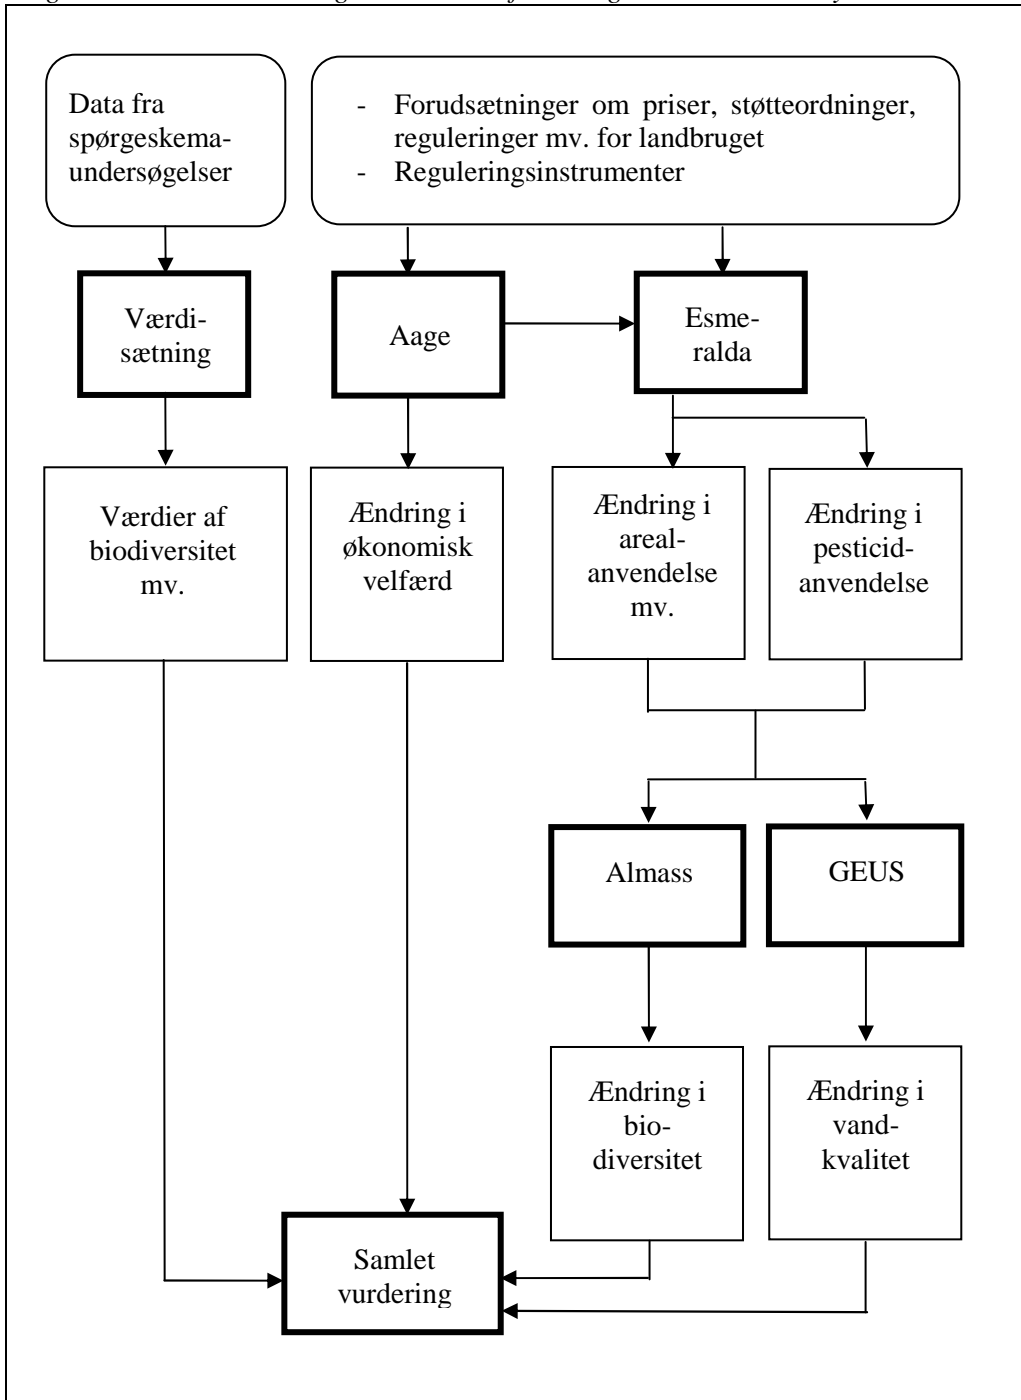 Data fra
spørgeskema-
undersøgelser
- Forudsætninger om priser, støtteordninger,
reguleringer mv. for landbruget
- Reguleringsinstrumenter
Værdi-
sætning
Aage
Esme-
ralda
Værdier af
biodiversitet
mv.
Ændring i
økonomisk
velfærd
Ændring i
areal-
anvendelse
mv.
Ændring i
pesticid-
anvendelse
Almass
GEUS
Ændring i
bio-
diversitet
Ændring i
vand-
kvalitet
Samlet
vurdering